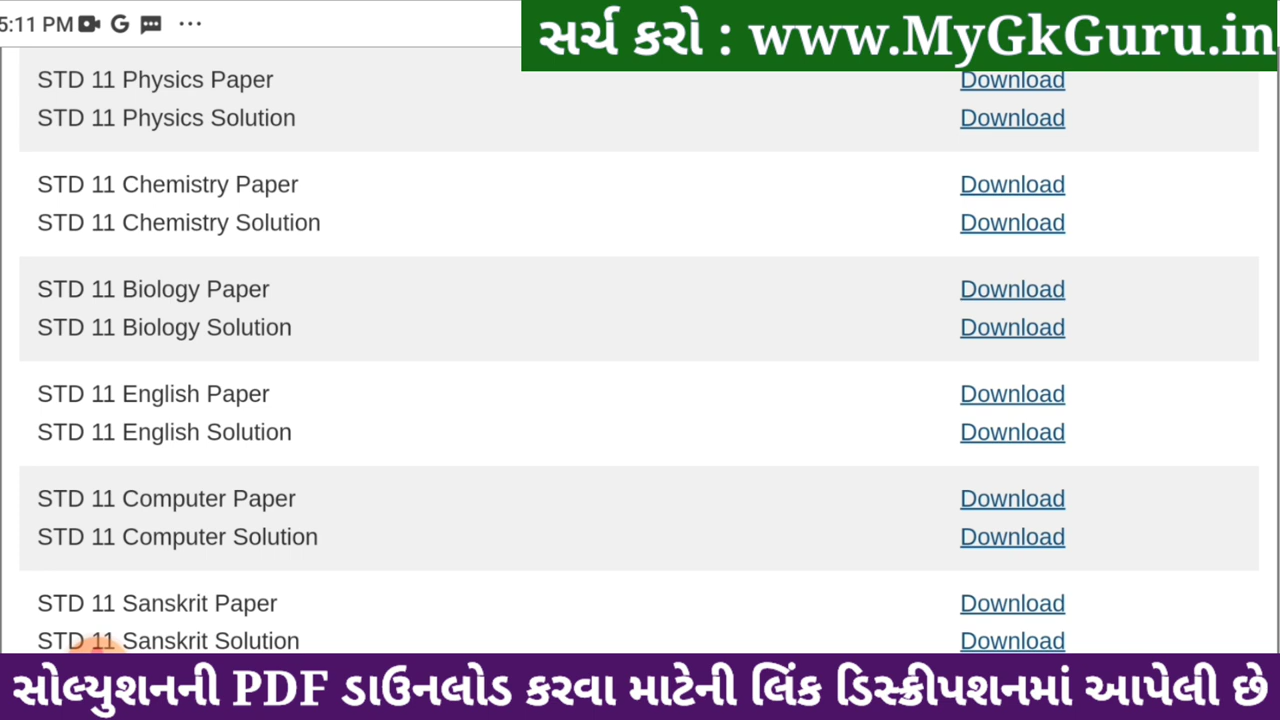 5:11 PM
સર્ચ કરો : www.MyGkGuru.in
STD 11 Physics Paper Download
STD 11 Physics Solution Download
STD 11 Chemistry Paper Download
STD 11 Chemistry Solution Download
STD 11 Biology Paper Download
STD 11 Biology Solution Download
STD 11 English Paper Download
STD 11 English Solution Download
STD 11 Computer Paper Download
STD 11 Computer Solution Download
STD 11 Sanskrit Paper Download
STD 11 Sanskrit Solution Download
સોલ્યુશનની PDF ડાઉનલોડ કરવા માટેની લિંક ડિસ્ક્રીપશનમાં આપેલી છે